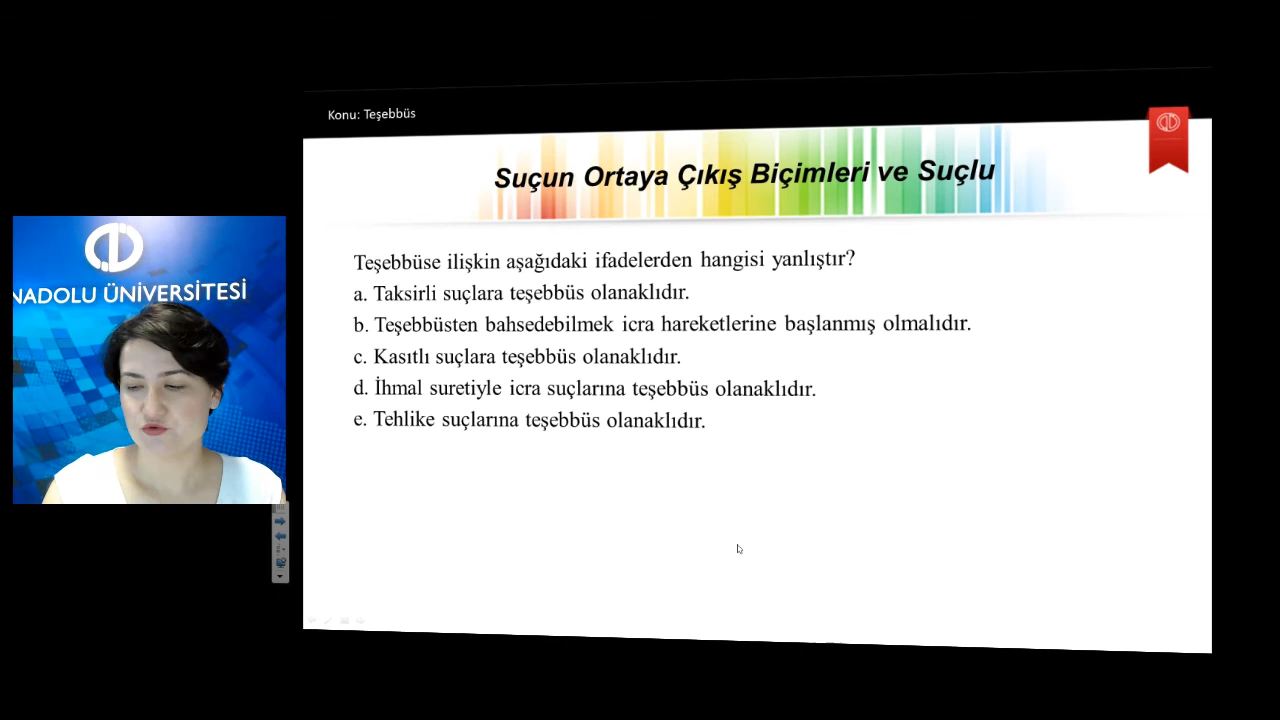 Konu: Teşebbüs
Suçun Ortaya Çıkış Biçimleri ve Suçlu
NADOLU ÜNİVERSİTESİ
Teşebbüse ilişkin aşağıdaki ifadelerden hangisi yanlıştır?
a. Taksirli suçlara teşebbüs olanaklıdır.
b. Teşebbüsten bahsedebilmek icra hareketlerine başlanmış olmalıdır.
c. Kasıtlı suçlara teşebbüs olanaklıdır.
d. İhmal suretiyle icra suçlarına teşebbüs olanaklıdır.
e. Tehlike suçlarına teşebbüs olanaklıdır.